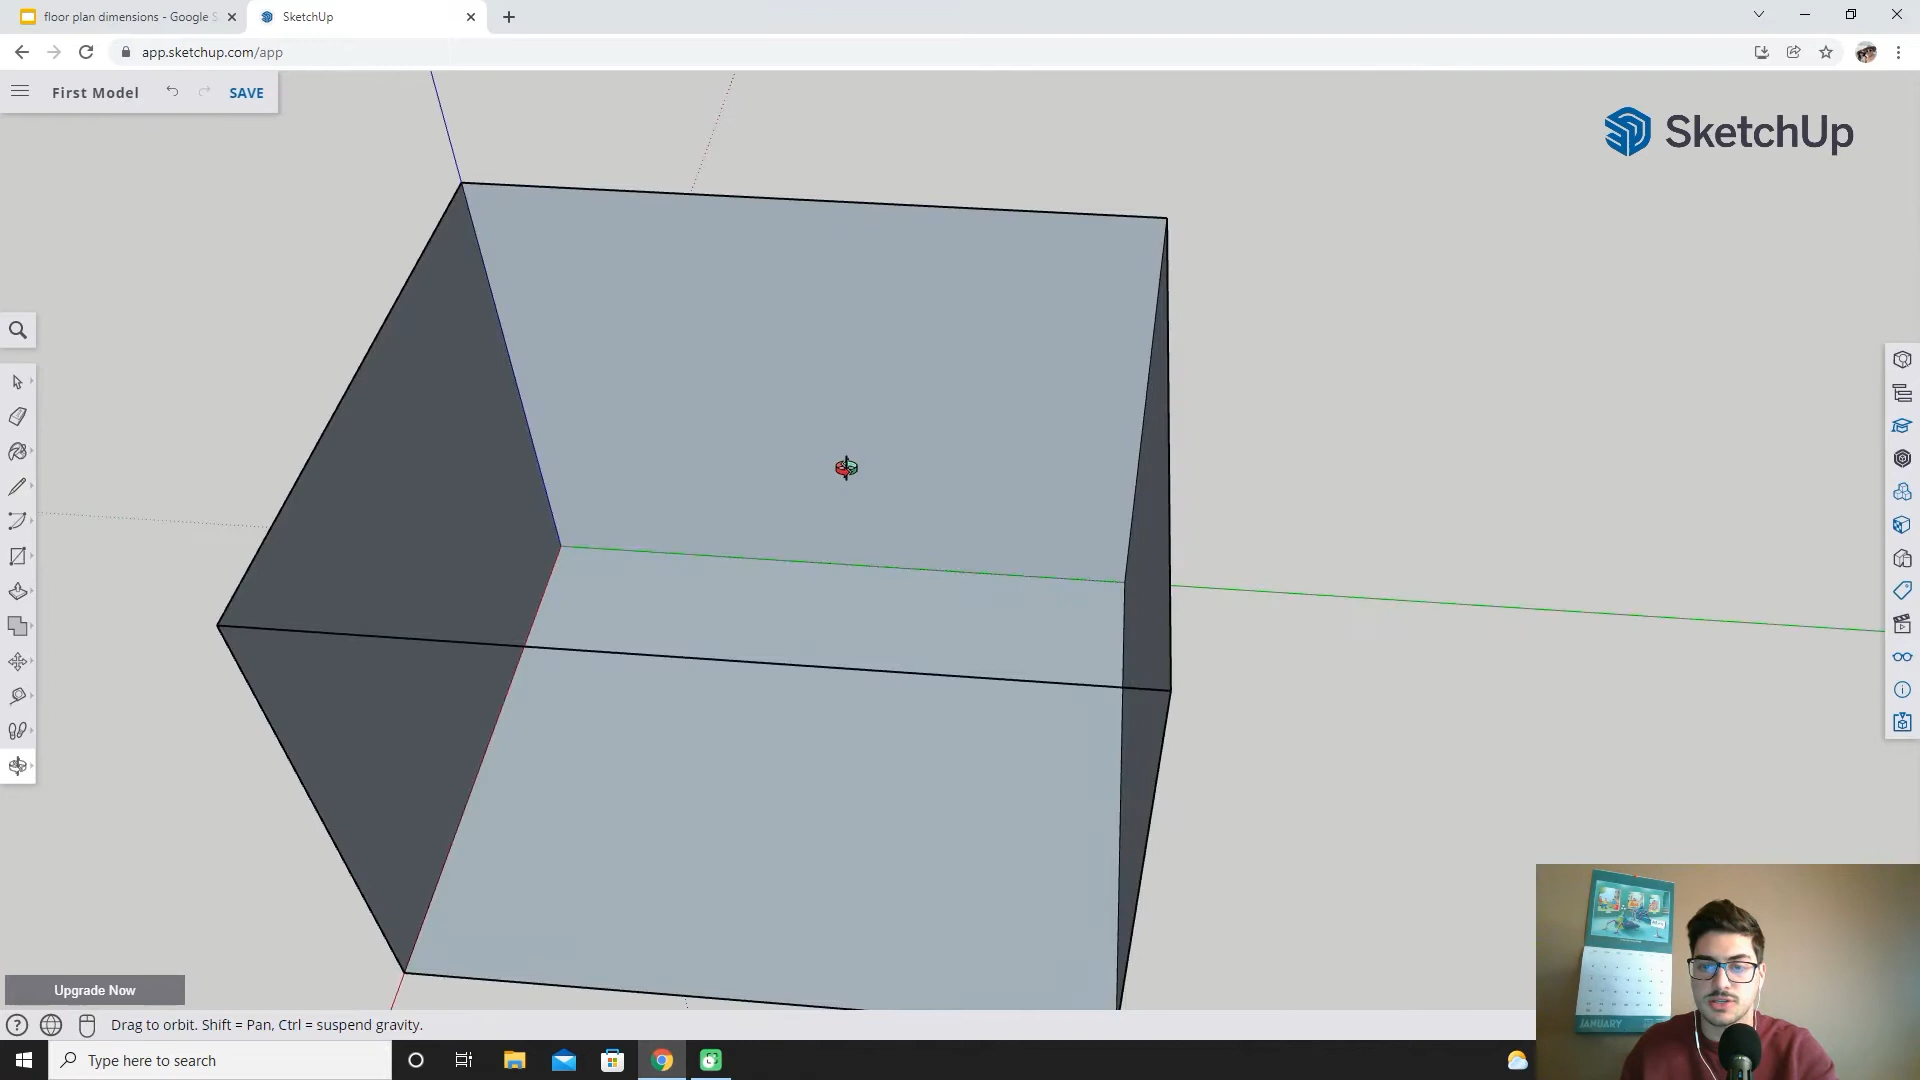 floor plan dimensions - Google S
SketchUp
app.sketchup.com/app
First Model
SAVE
SketchUp
Upgrade Now
Drag to orbit. Shift = Pan, Ctrl = suspend gravity.
JANUARY
Type here to search